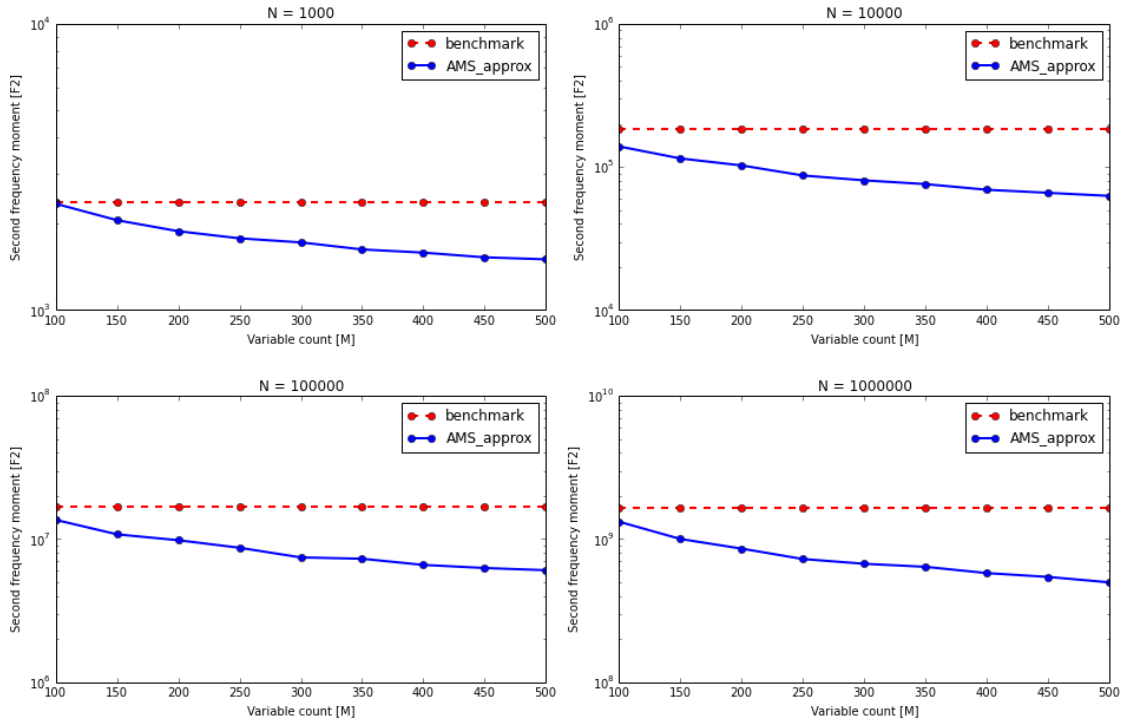 N = 1000
10^4
10^3
Second frequency moment [F2]
benchmark
AMS_approx
100 150 200 250 300 350 400 450 500
Variable count [M]
N = 10000
10^6
10^5
10^4
Second frequency moment [F2]
benchmark
AMS_approx
100 150 200 250 300 350 400 450 500
Variable count [M]
N = 100000
10^8
10^7
10^6
Second frequency moment [F2]
benchmark
AMS_approx
100 150 200 250 300 350 400 450 500
Variable count [M]
N = 1000000
10^10
10^9
10^8
Second frequency moment [F2]
benchmark
AMS_approx
100 150 200 250 300 350 400 450 500
Variable count [M]